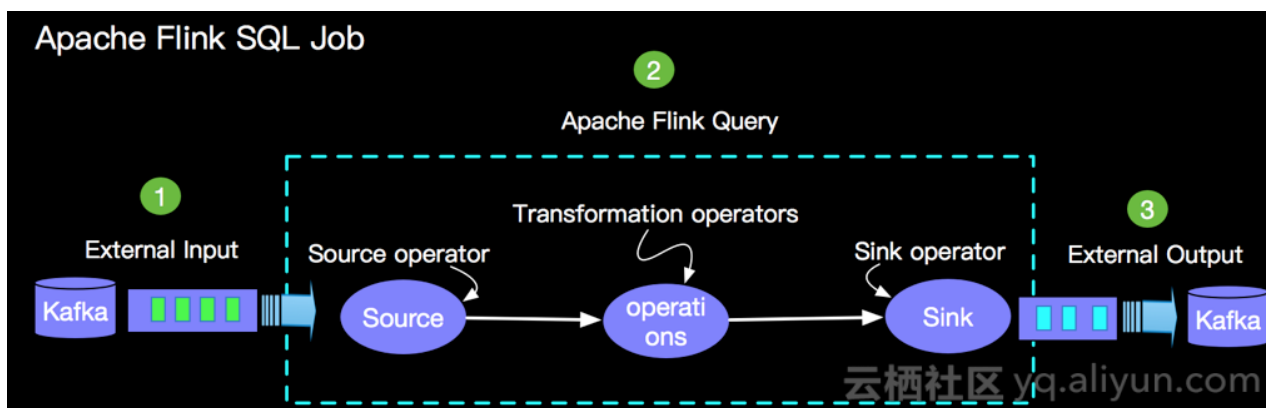 Apache Flink SQL Job
2
Apache Flink Query
1
Transformation operators
3
External Input
Source operator
Sink operator
External Output
Kafka
Source
operati
ons
Sink
Kafka
云栖社区 yq.aliyun.com